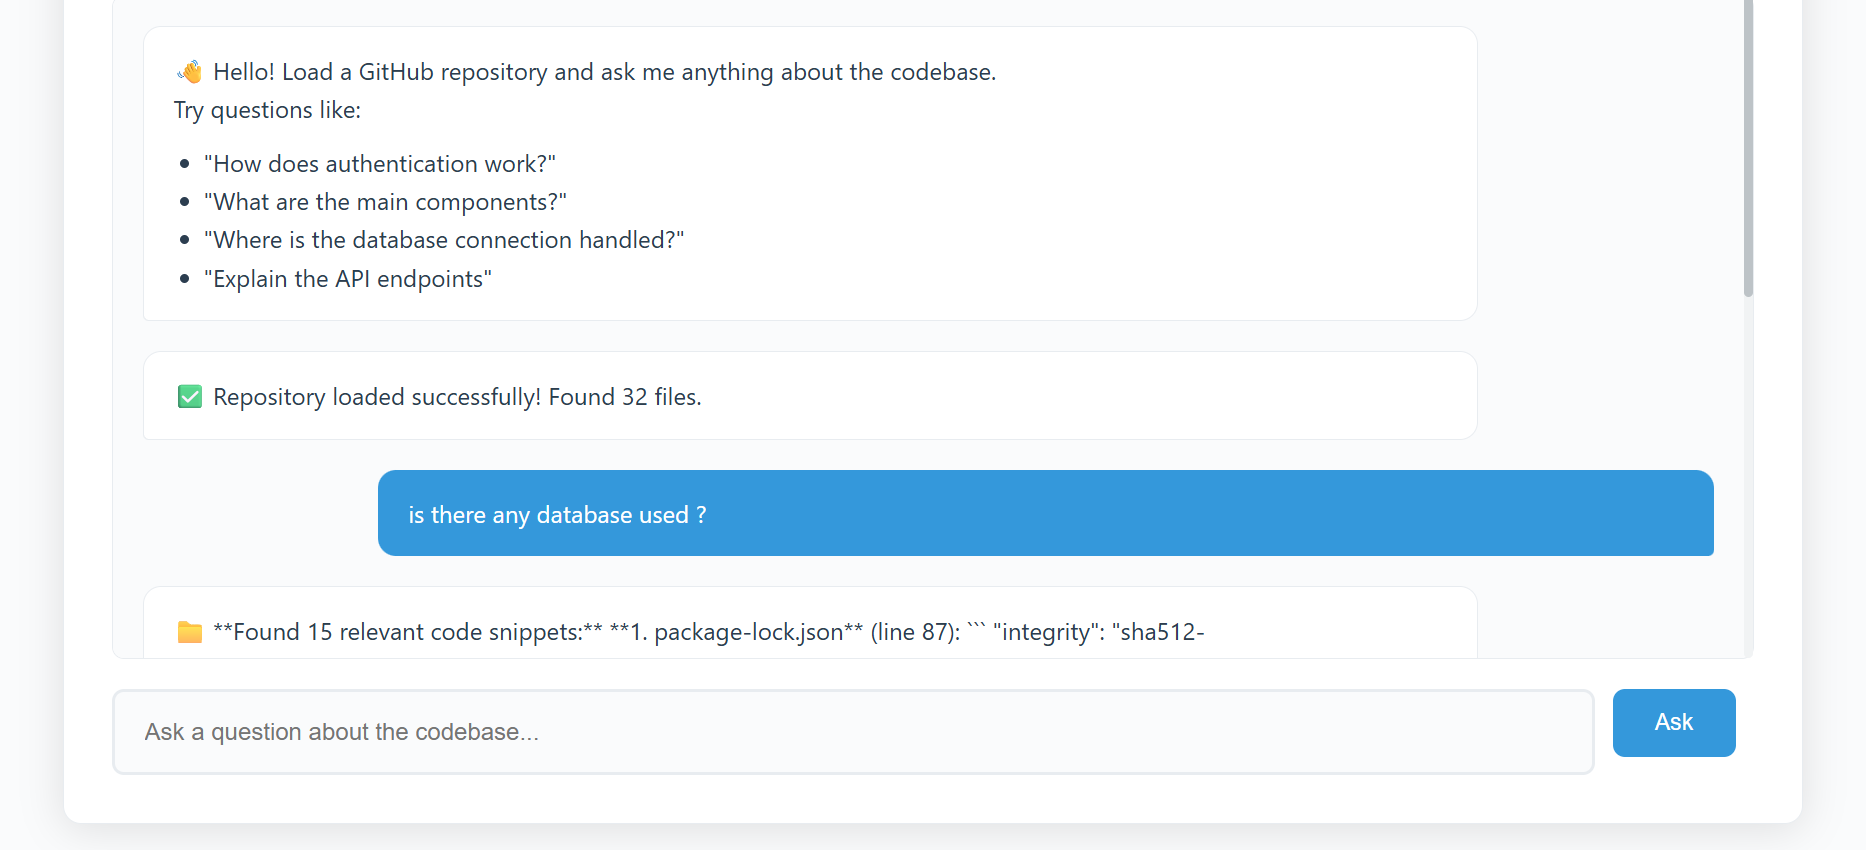 👋 Hello! Load a GitHub repository and ask me anything about the codebase.
Try questions like:
• "How does authentication work?"
• "What are the main components?"
• "Where is the database connection handled?"
• "Explain the API endpoints"
✅ Repository loaded successfully! Found 32 files.
is there any database used ?
📁 **Found 15 relevant code snippets:** **1. package-lock.json** (line 87): ``` "integrity": "sha512-
Ask a question about the codebase...
Ask